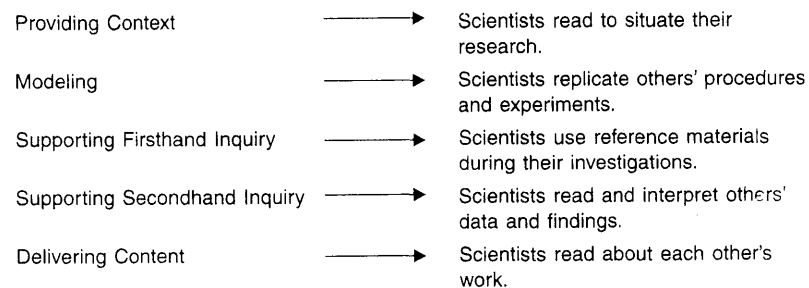 Providing Context
Scientists read to situate their
research.
Modeling
Scientists replicate others' procedures
and experiments.
Supporting Firsthand Inquiry
Scientists use reference materials
during their investigations.
Supporting Secondhand Inquiry
Scientists read and interpret others'
data and findings.
Delivering Content
Scientists read about each other's
work.